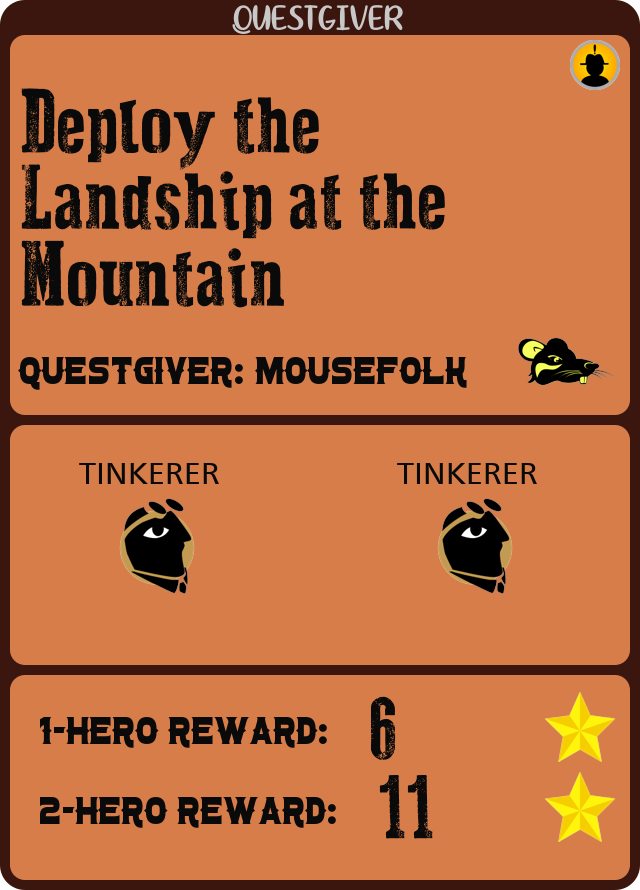 QUESTGIVER
Deploy the
Landship at the
Mountain
QUESTGIVER: MOUSEFOLK
TINKERER TINKERER
1-HERO REWARD: 6
2-HERO REWARD: 11